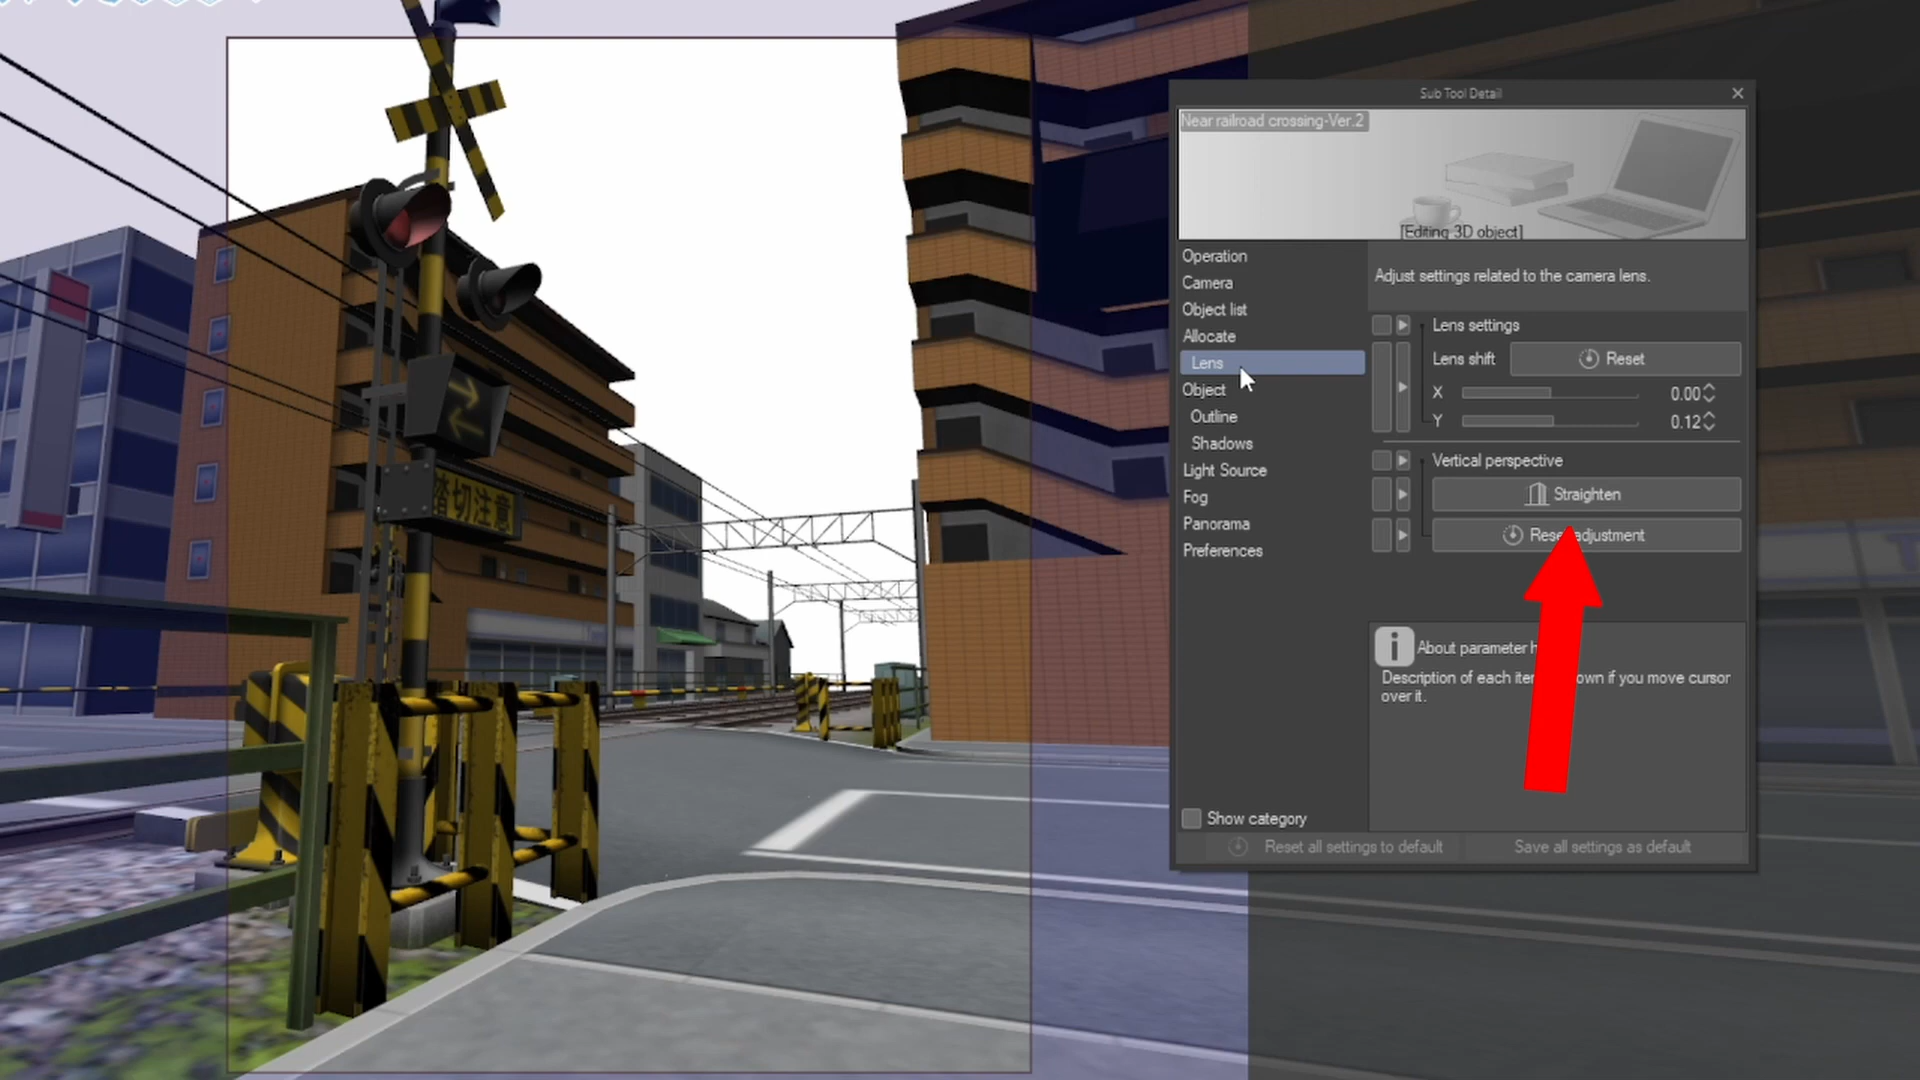 Sub Tool Detail
Near railroad crossing-Ver.2
[Editing 3D object]
Operation
Camera
Object list
Allocate
Lens
Object
Outline
Shadows
Light Source
Fog
Panorama
Preferences
Show category
Adjust settings related to the camera lens.
Lens settings
Lens shift
Reset
X
0.00
Y
0.12
Vertical perspective
Straighten
adjustment
About parameter
Description of each if you move cursor
over it.
Reset all settings to default
Save all settings as default
踏切注意